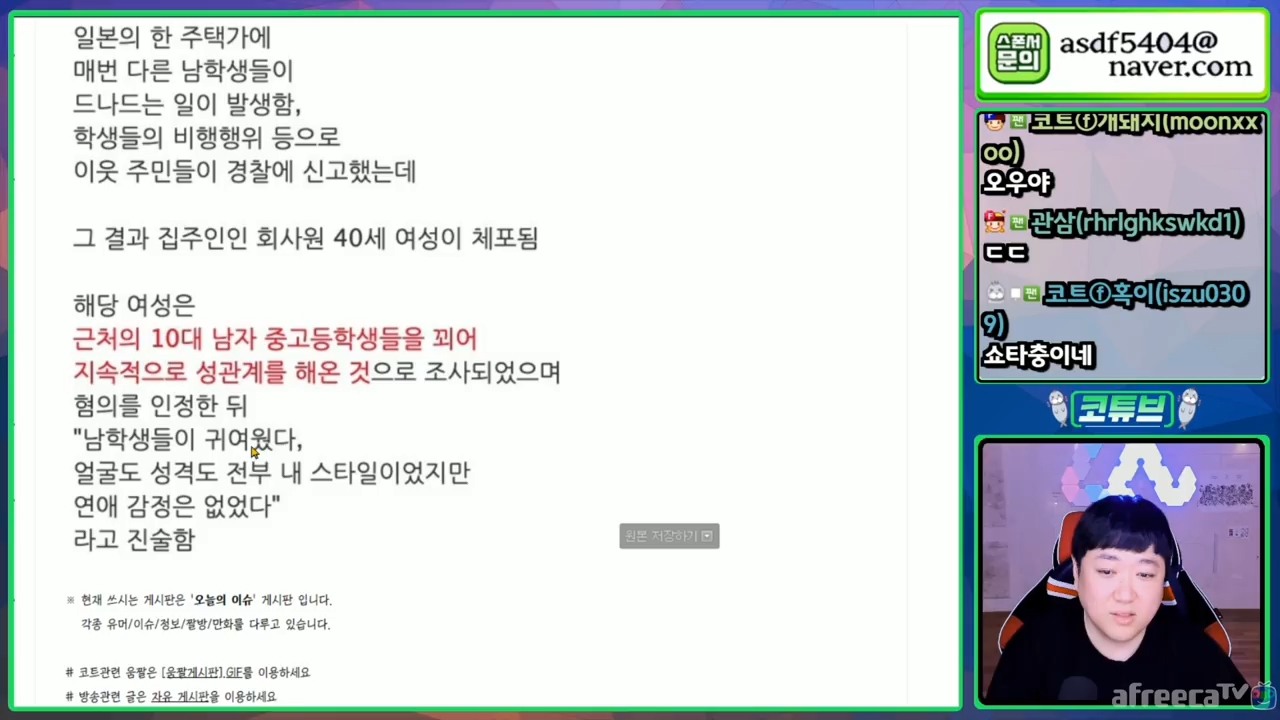 일본의 한 주택가에
매번 다른 남학생들이
드나드는 일이 발생함,
학생들의 비행행위 등으로
이웃 주민들이 경찰에 신고했는데
그 결과 집주인인 회사원 40세 여성이 체포됨
해당 여성은
근처의 10대 남자 중고등학생들을 꾀어
지속적으로 성관계를 해온 것으로 조사되었으며
혐의를 인정한 뒤
"남학생들이 귀여웠다,
얼굴도 성격도 전부 내 스타일이었지만
연애 감정은 없었다"
라고 진술함
원본 저장하기
※ 현재 쓰시는 게시판은 '오늘의 이슈' 게시판 입니다.
각종 유머/이슈/정보/짤방/만화를 다루고 있습니다.
# 코트관련 움짤은 [움짤게시판].GIF를 이용하세요
# 방송관련 글은 자유 게시판을 이용하세요
스폰서
문의
asdf5404@
naver.com
팬 코트ⓕ개돼지(moonxx
oo)
오우야
팬 관삼(rhrlghkswkd1)
ㄷㄷ
팬 코트ⓕ혹이(iszu030
9)
쇼타충이네
코튜브
afreecaTV